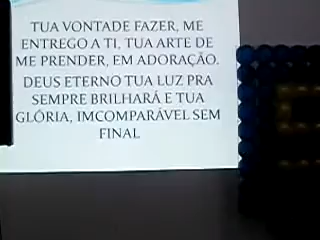 TUA VONTADE FAZER, ME
ENTREGO A TI, TUA ARTE DE
ME PRENDER, EM ADORAÇÃO.
DEUS ETERNO TUA LUZ PRA
SEMPRE BRILHARÁ E TUA
GLÓRIA, IMCOMPARÁVEL SEM
FINAL